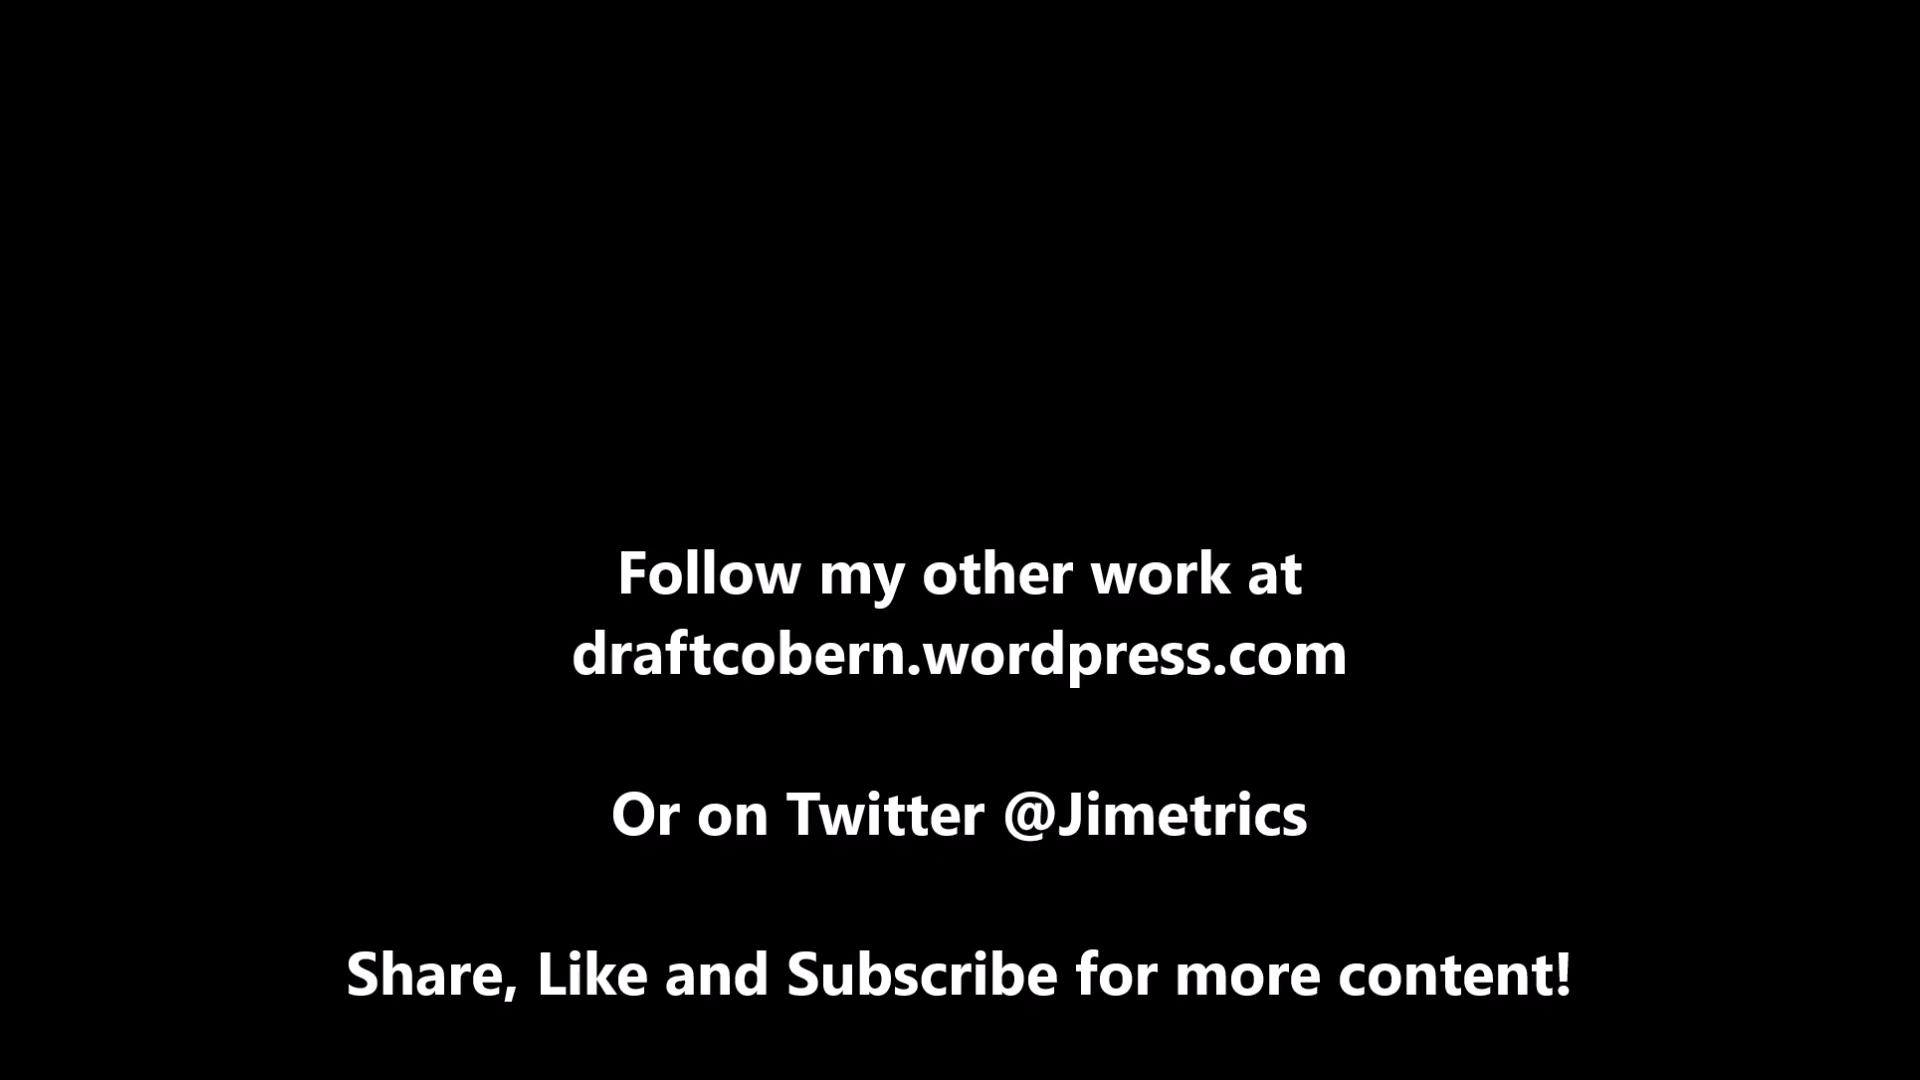 Follow my other work at
draftcobern.wordpress.com
Or on Twitter @Jimetrics
Share, Like and Subscribe for more content!